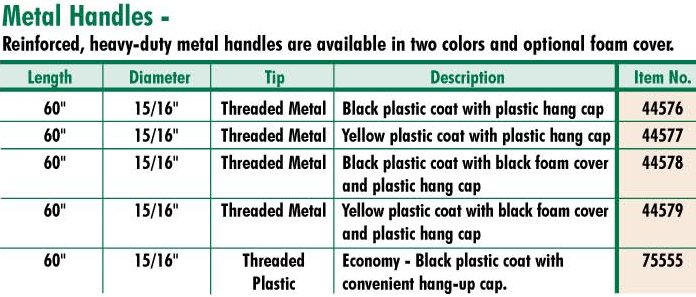 Metal Handles -
Reinforced, heavy-duty metal handles are available in two colors and optional foam cover.
Length Diameter Tip Description Item No.
60" 15/16" Threaded Metal Black plastic coat with plastic hang cap 44576
60" 15/16" Threaded Metal Yellow plastic coat with plastic hang cap 44577
60" 15/16" Threaded Metal Black plastic coat with black foam cover 44578
and plastic hang cap
60" 15/16" Threaded Metal Yellow plastic coat with black foam cover 44579
and plastic hang cap
60" 15/16" Threaded Economy - Black plastic coat with 75555
Plastic convenient hang-up cap.